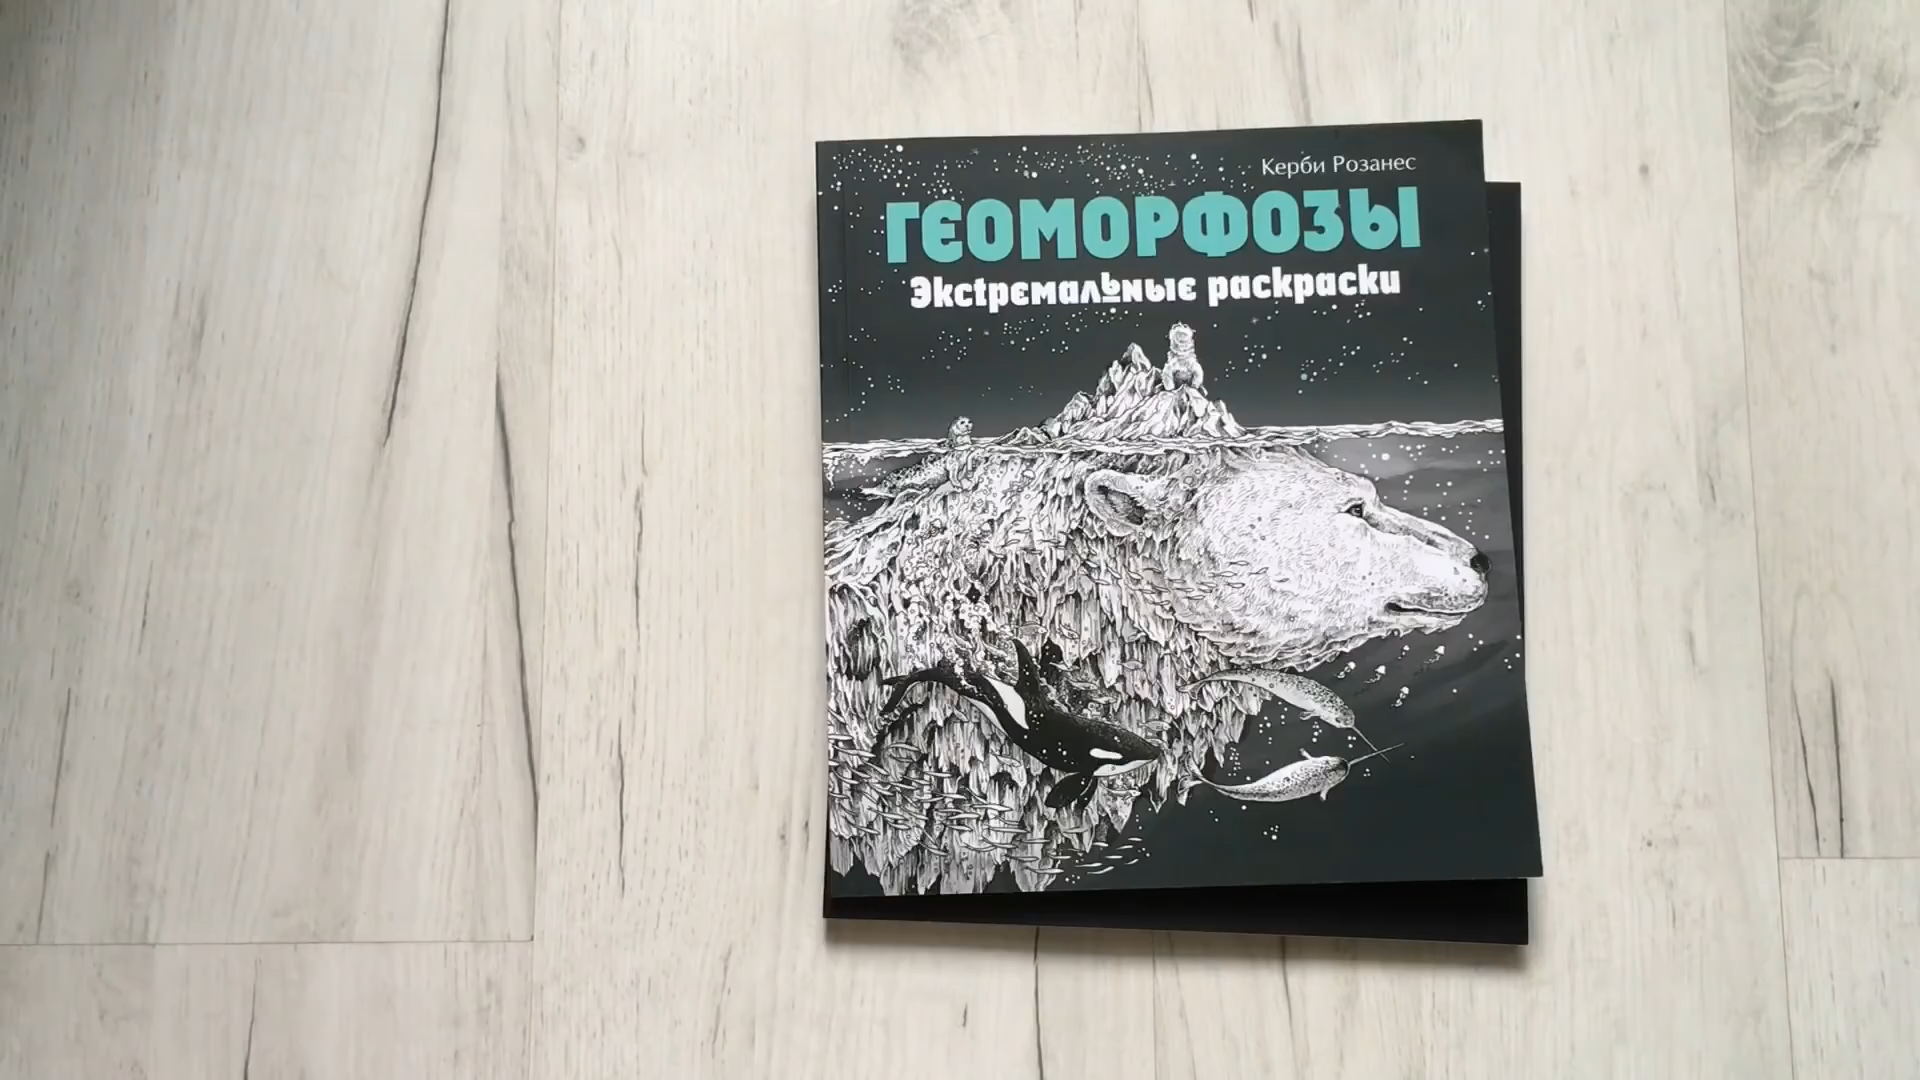 Керби Розанес
ГЕОМОРФОЗЫ
Экстремальные раскраски